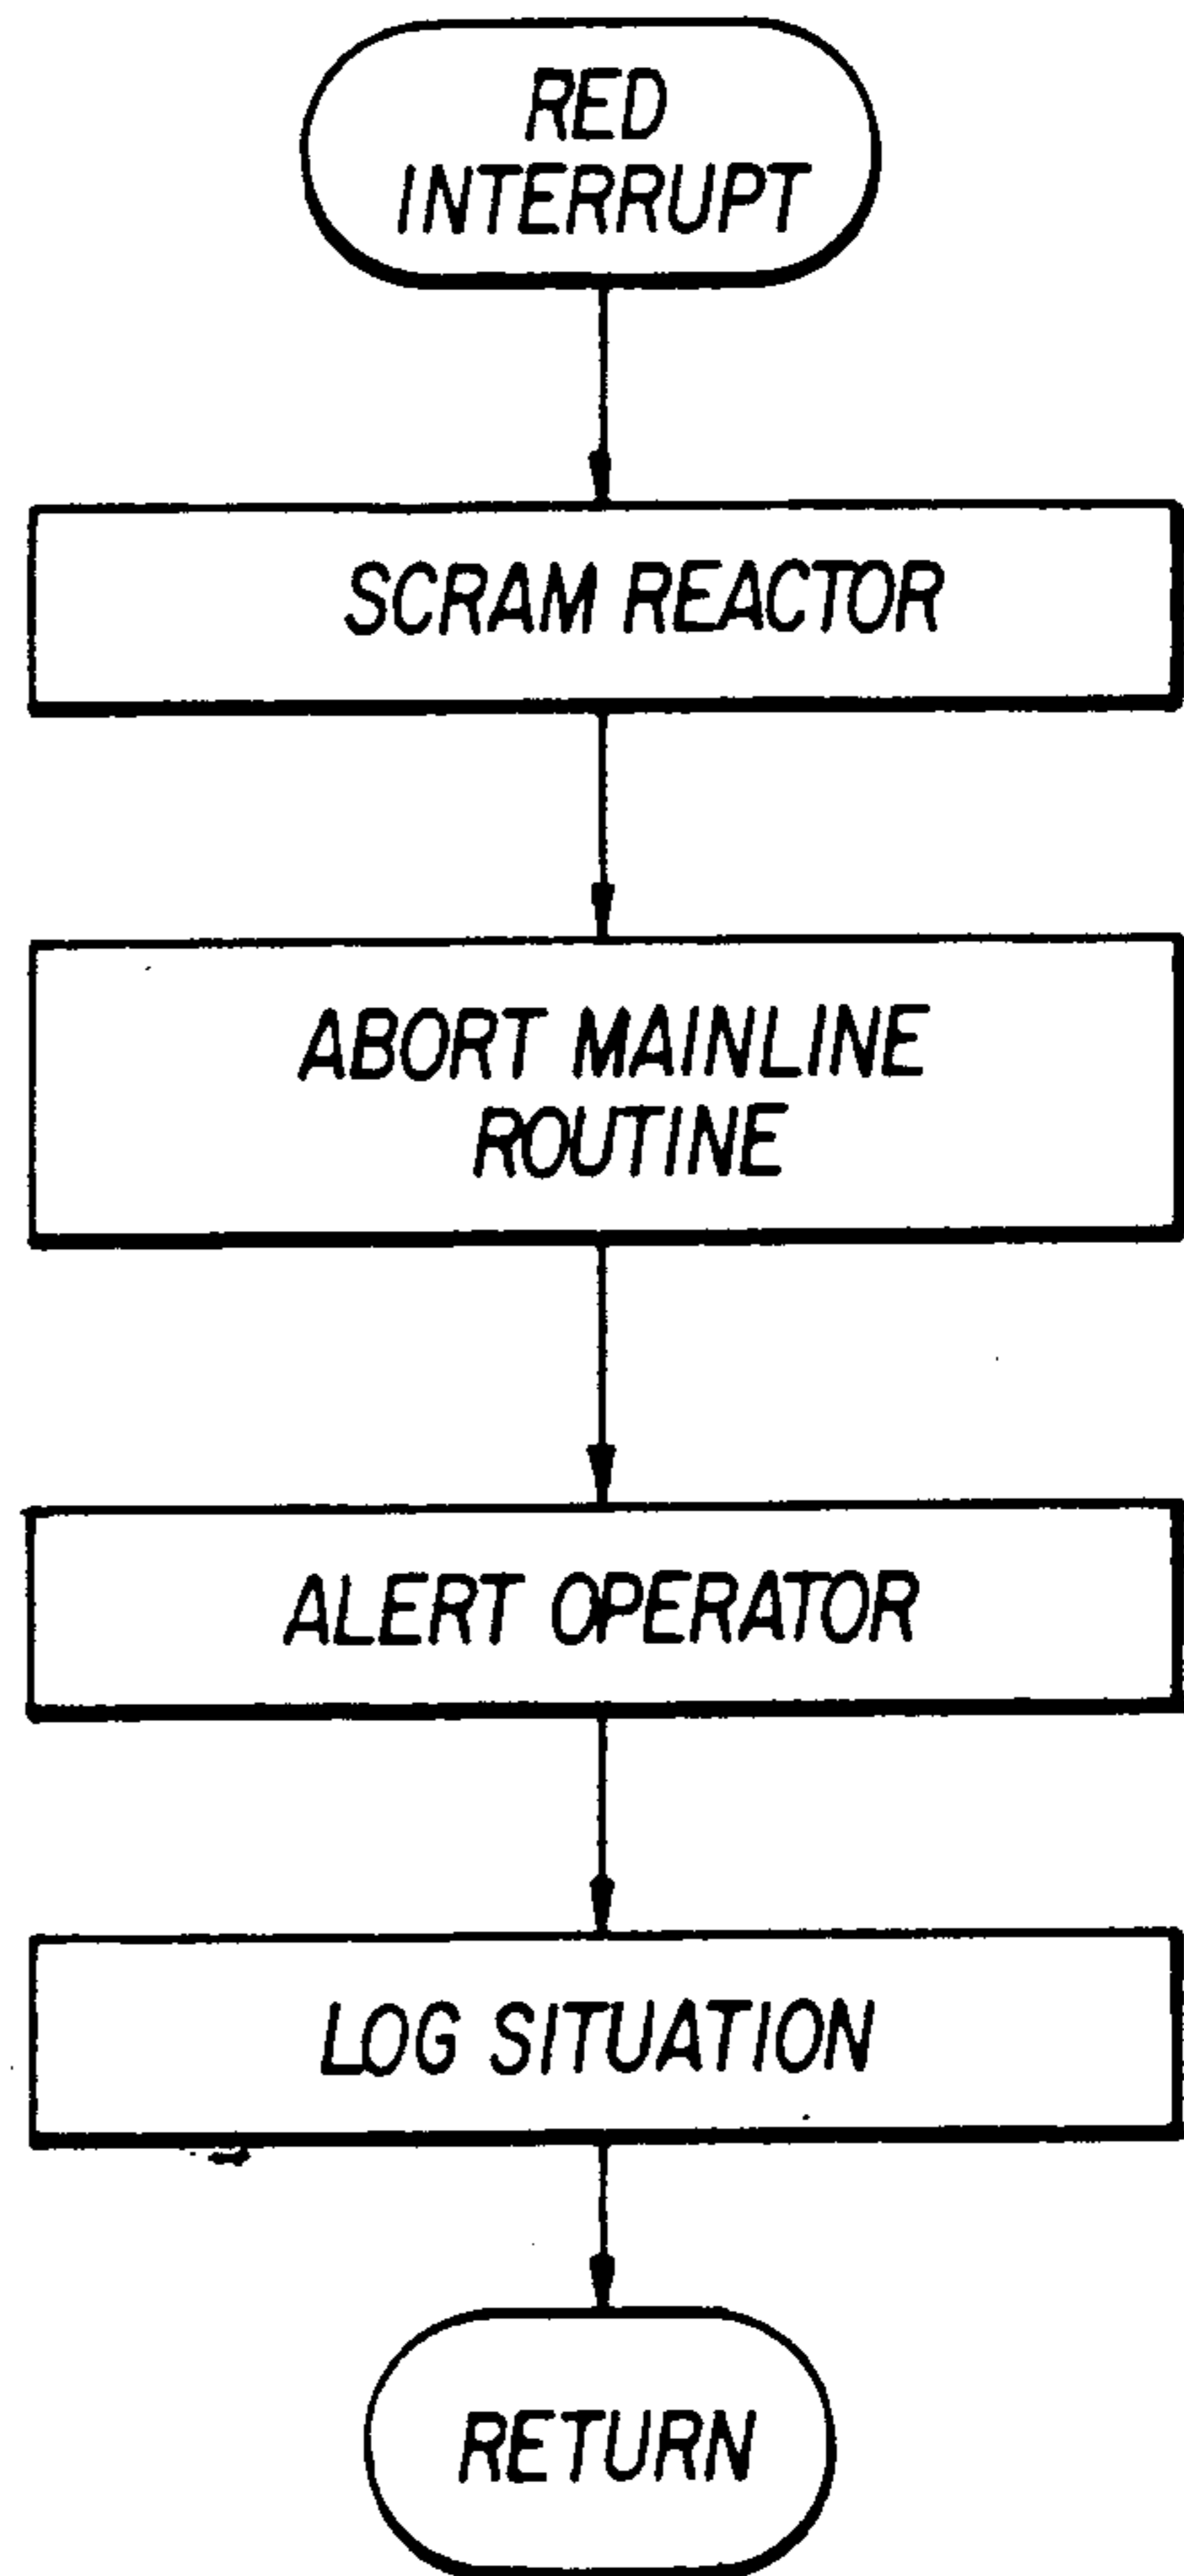 RED
INTERRUPT
SCRAM REACTOR
ABORT MAINLINE
ROUTINE
ALERT OPERATOR
LOG SITUATION
RETURN